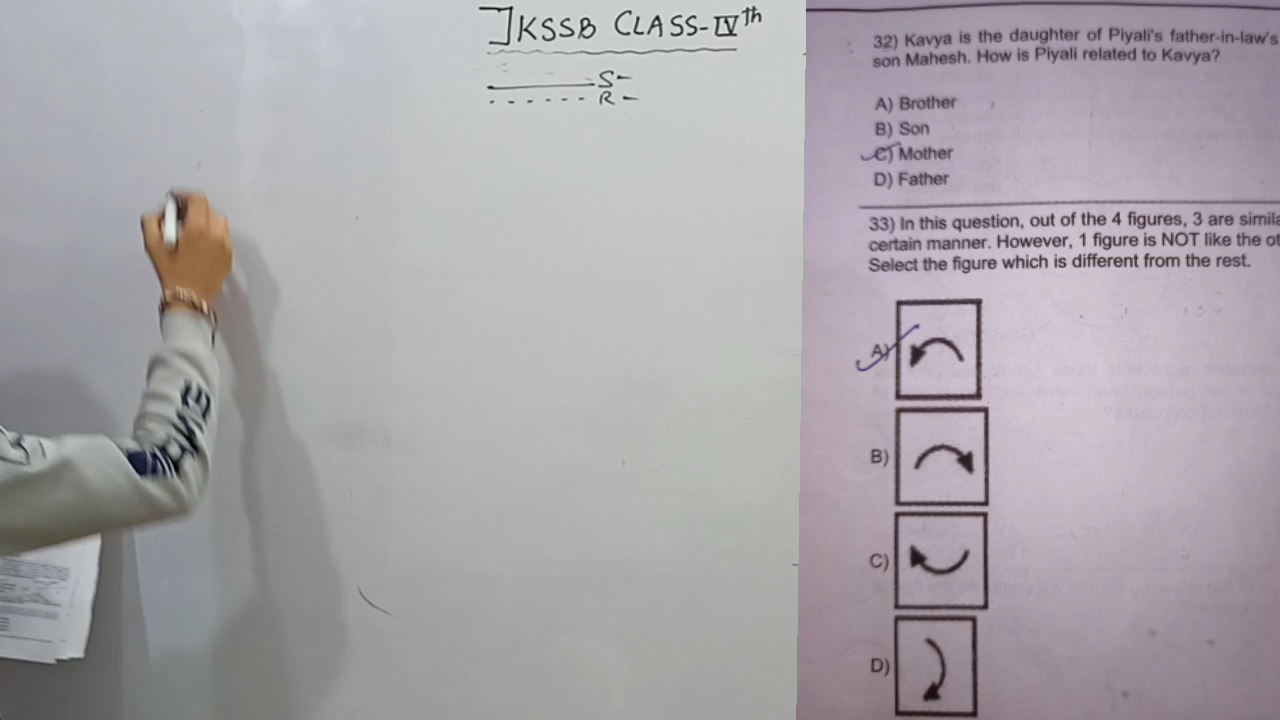 JKSSB CLASS-IVth
S-
R-
32) Kavya is the daughter of Piyali's father-in-law's
son Mahesh. How is Piyali related to Kavya?
A) Brother
B) Son
C) Mother
D) Father
33) In this question, out of the 4 figures, 3 are simila
certain manner. However, 1 figure is NOT like the ot
Select the figure which is different from the rest.
A)
B)
C)
D)